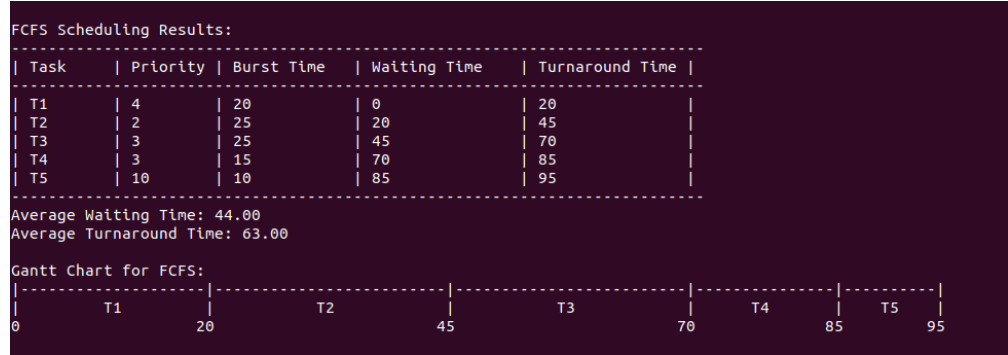 FCFS Scheduling Results:
---------------------------------------------------------------------------
| Task     | Priority | Burst Time   | Waiting Time    | Turnaround Time |
---------------------------------------------------------------------------
| T1       | 4        | 20           | 0               | 20              |
| T2       | 2        | 25           | 20              | 45              |
| T3       | 3        | 25           | 45              | 70              |
| T4       | 3        | 15           | 70              | 85              |
| T5       | 10       | 10           | 85              | 95              |
---------------------------------------------------------------------------
Average Waiting Time: 44.00
Average Turnaround Time: 63.00
Gantt Chart for FCFS:
|--------------------|-------------------------|-------------------------|---------------|----------|
|         T1         |           T2            |           T3            |      T4       |    T5    |
0                   20                        45                        70              85         95